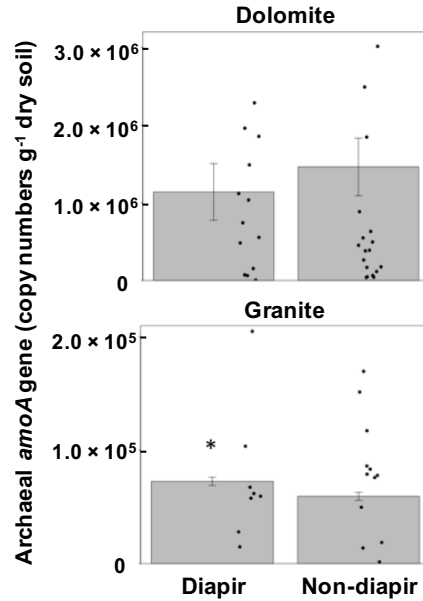 Dolomite
Archaeal amoA gene (copy numbers g⁻¹ dry soil)
3.0 × 10⁶
2.0 × 10⁶
1.0 × 10⁶
0
Granite
2.0 × 10⁵
1.0 × 10⁵
*
0
Diapir Non-diapir